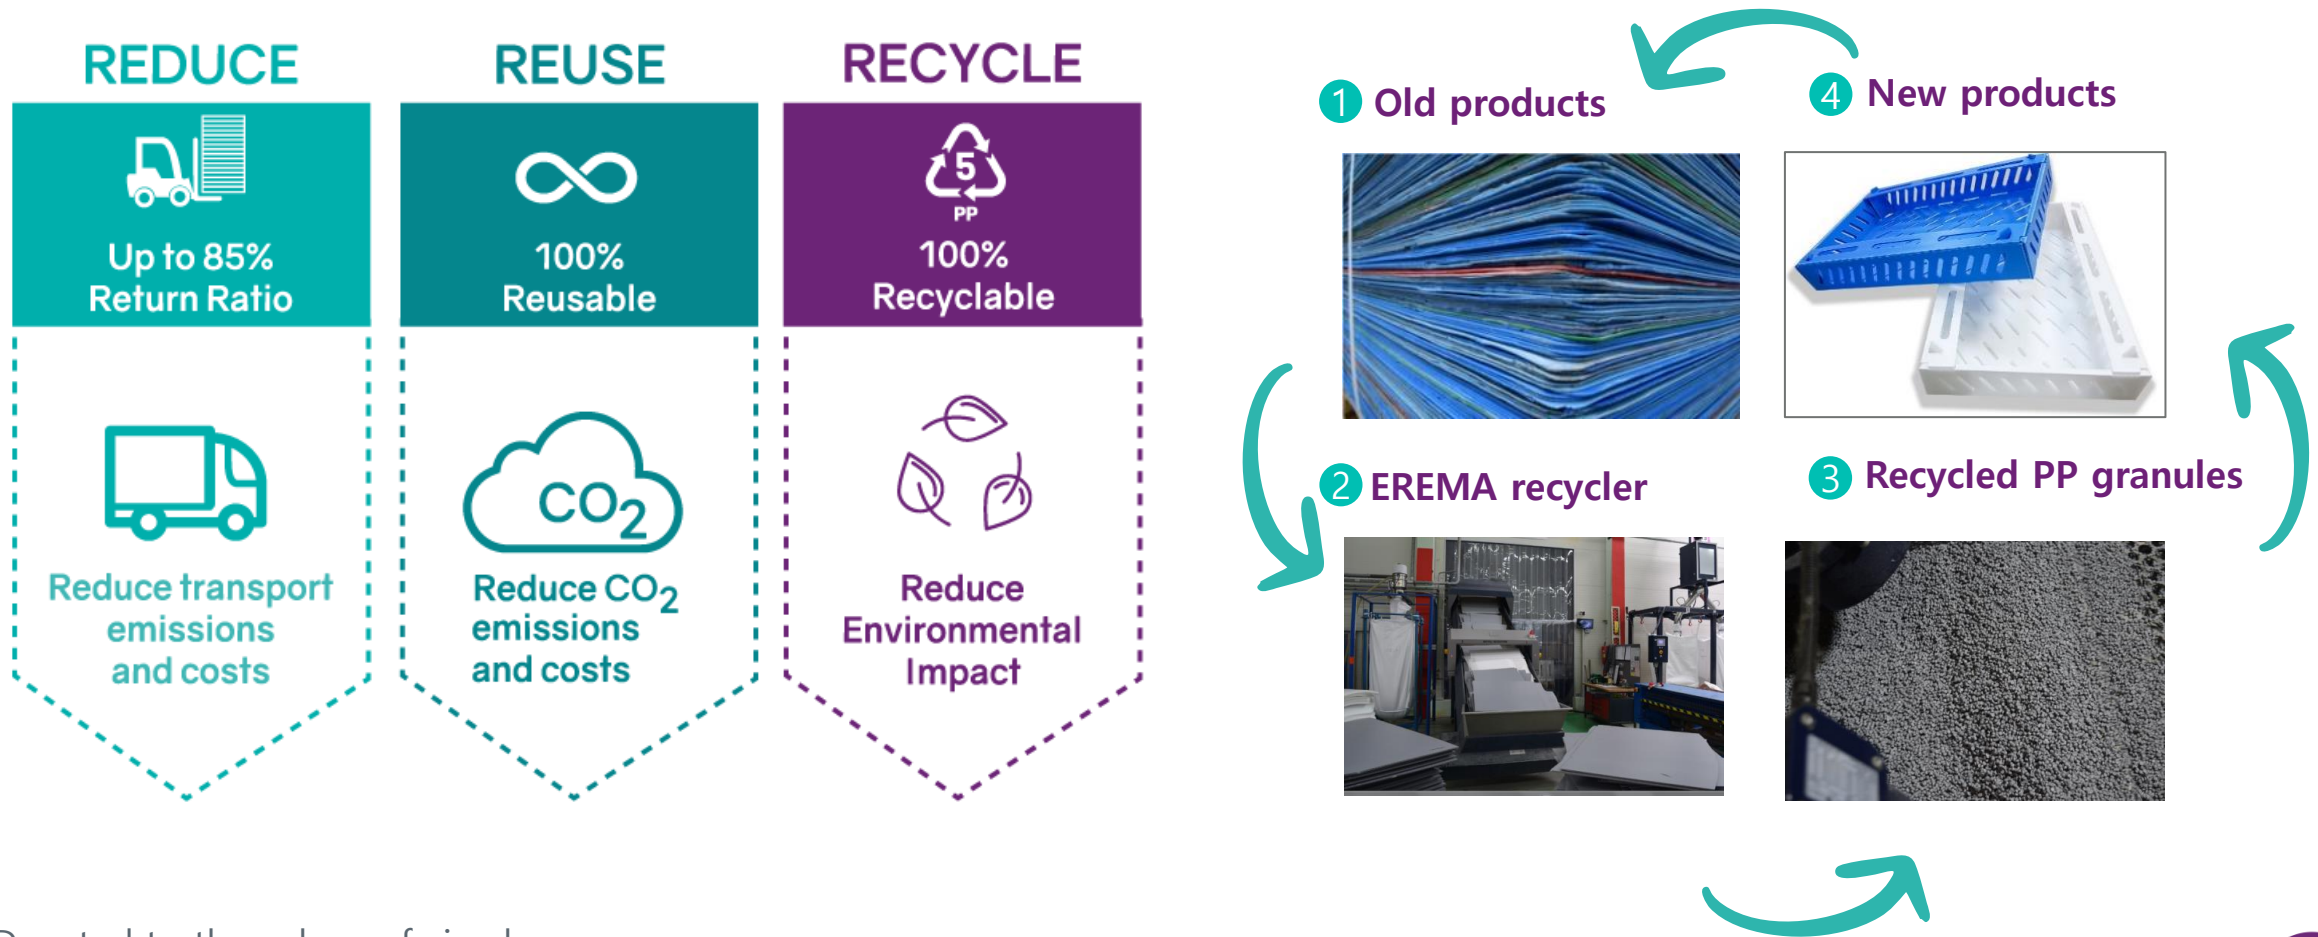 REDUCE
Up to 85%
Return Ratio
Reduce transport
emissions
and costs
REUSE
100%
Reusable
CO2
Reduce CO2
emissions
and costs
RECYCLE
5
PP
100%
Recyclable
Reduce
Environmental
Impact
1 Old products
2 EREMA recycler
3 Recycled PP granules
4 New products